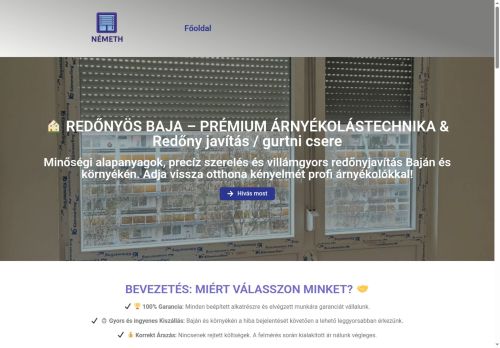 NÉMETH
Főoldal
🏠 REDŐNYÖS BAJA – PRÉMIUM ÁRNYÉKOLÁSTECHNIKA &
Redőny javítás / gurtni csere
Minőségi alapanyagok, precíz szerelés és villámgyors redőnyjavítás Baján és
környékén. Adja vissza otthona kényelmét profi árnyékolókkal!
→ Hívás most
BEVEZETÉS: MIÉRT VÁLASSZON MINKET? 🤝
✓ 🏆 100% Garancia: Minden beépített alkatrészre és elvégzett munkára garanciát vállalunk.
✓ ⏱ Gyors és Ingyenes Kiszállás: Baján és környékén a hiba bejelentését követően a lehető leggyorsabban érkezünk.
✓ 👍 Korrekt Árazás: Nincsenek rejtett költségek. A felmérés során kialakított ár nálunk végleges.